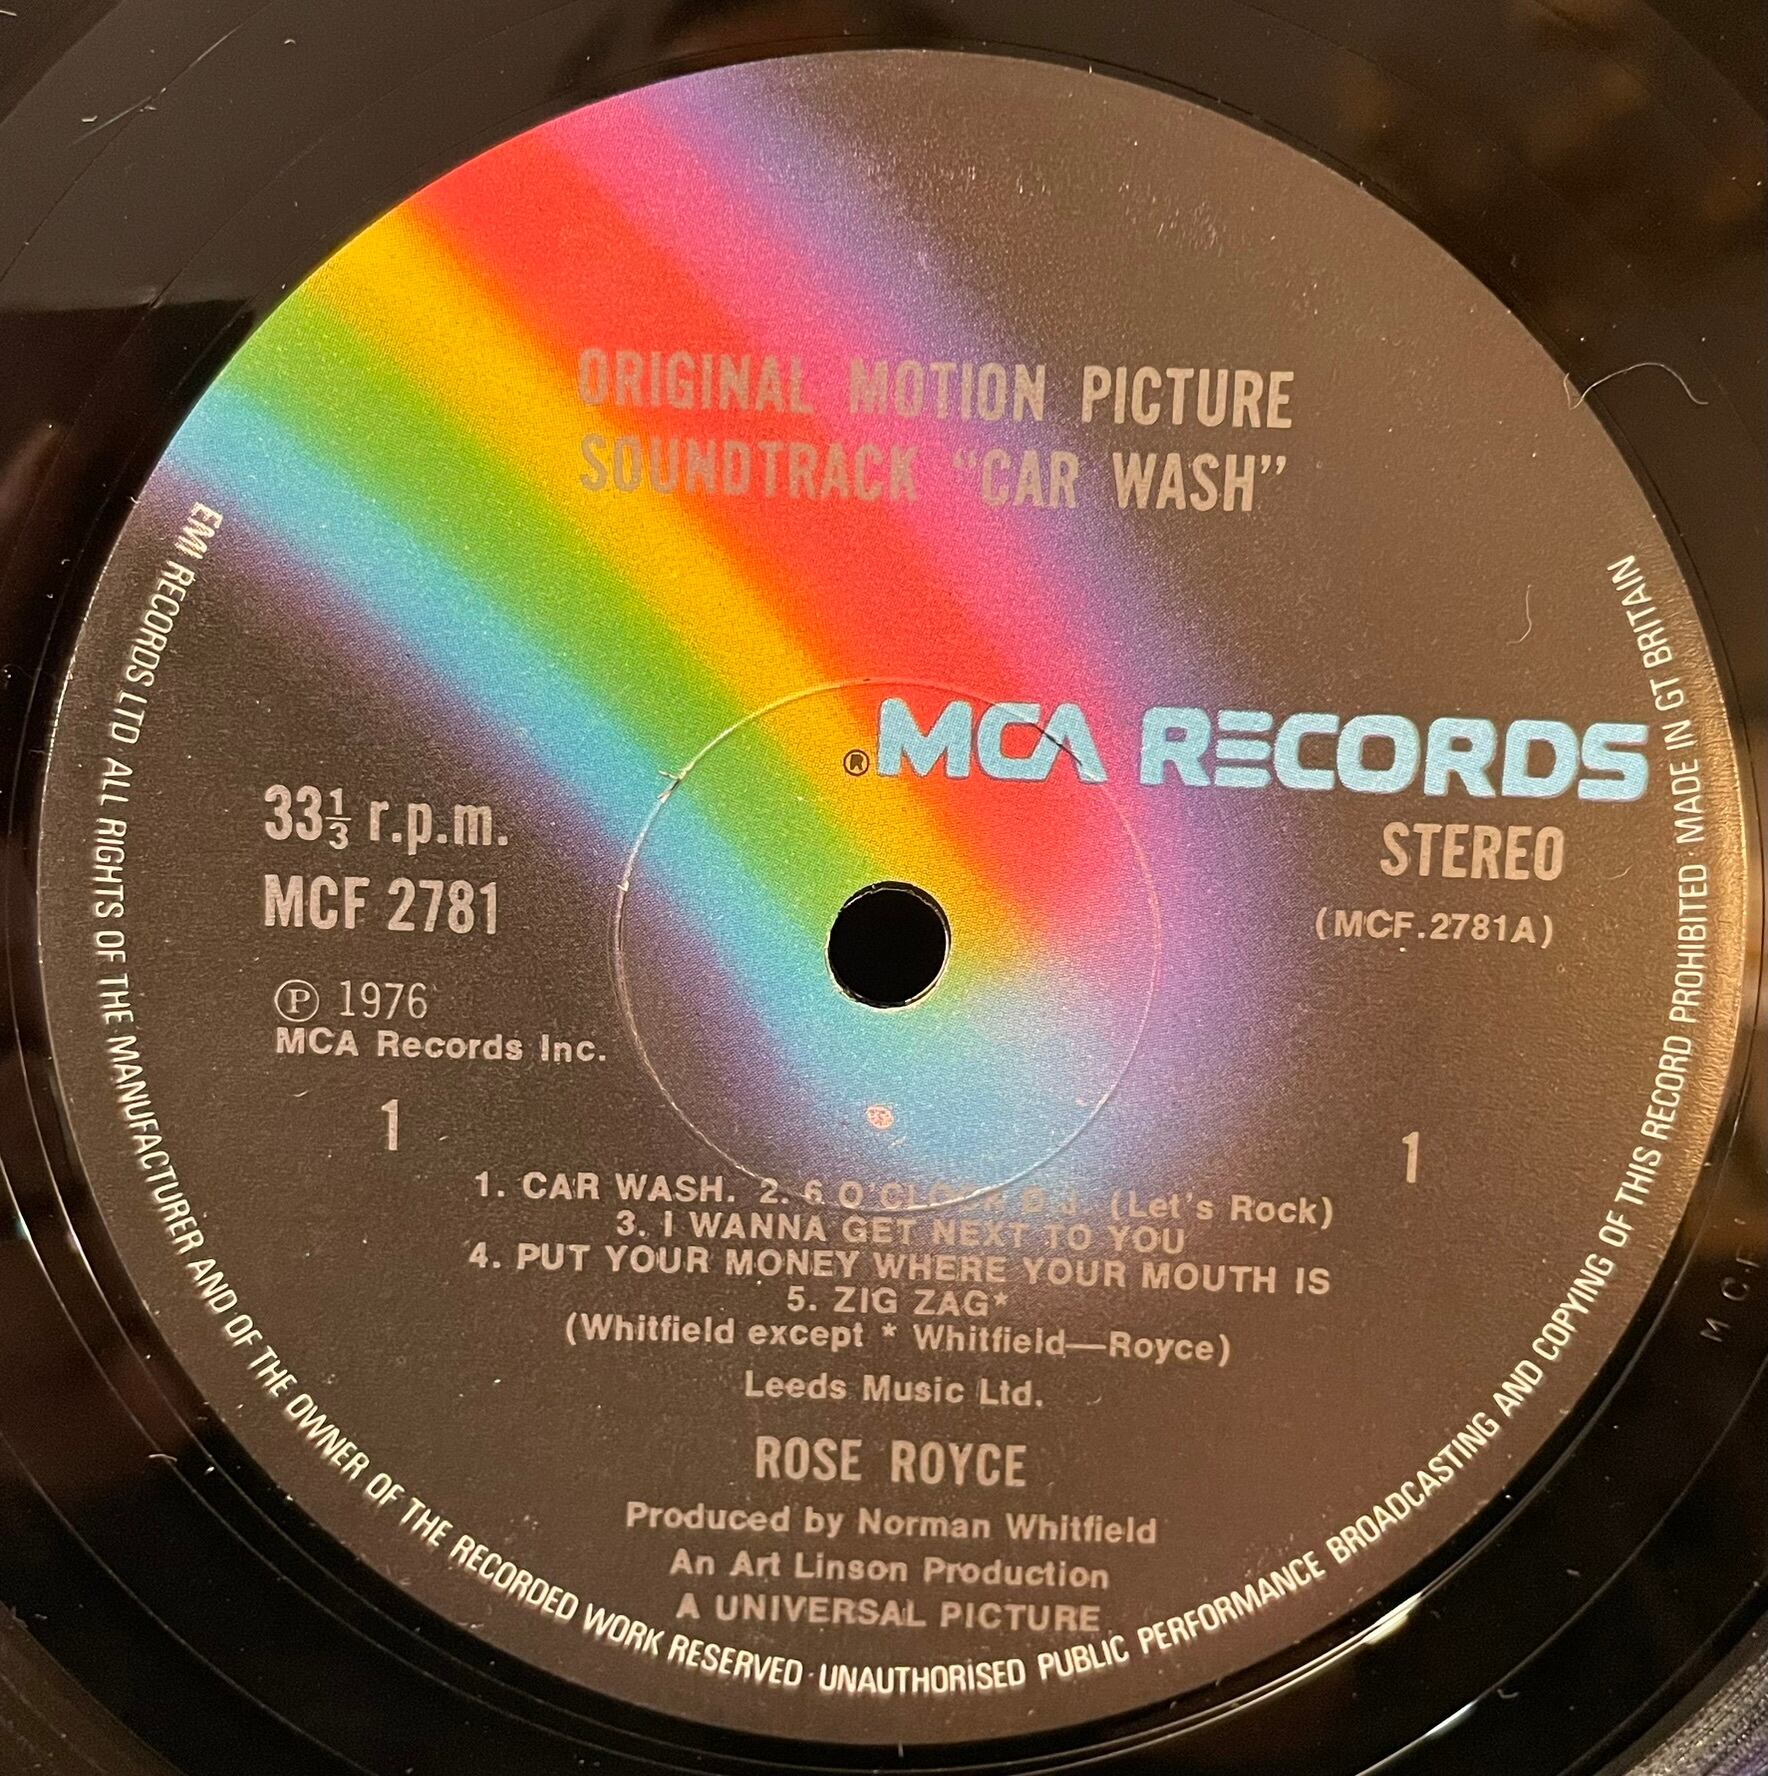 ORIGINAL MOTION PICTURE
SOUNDTRACK “CAR WASH”
® MCA RECORDS
33⅓ r.p.m.
MCF 2781
STEREO
(MCF.2781A)
Ⓟ 1976
MCA Records Inc.
1
1
1. CAR WASH. 2. 6 O'CLOCK D.J. (Let's Rock)
3. I WANNA GET NEXT TO YOU
4. PUT YOUR MONEY WHERE YOUR MOUTH IS
5. ZIG ZAG*
(Whitfield except * Whitfield—Royce)
Leeds Music Ltd.
ROSE ROYCE
Produced by Norman Whitfield
An Art Linson Production
A UNIVERSAL PICTURE
EMI RECORDS LTD ALL RIGHTS OF THE MANUFACTURER AND OF THE OWNER OF THE RECORDED WORK RESERVED · UNAUTHORISED PUBLIC PERFORMANCE BROADCASTING AND COPYING OF THIS RECORD PROHIBITED · MADE IN GT BRITAIN
MCF